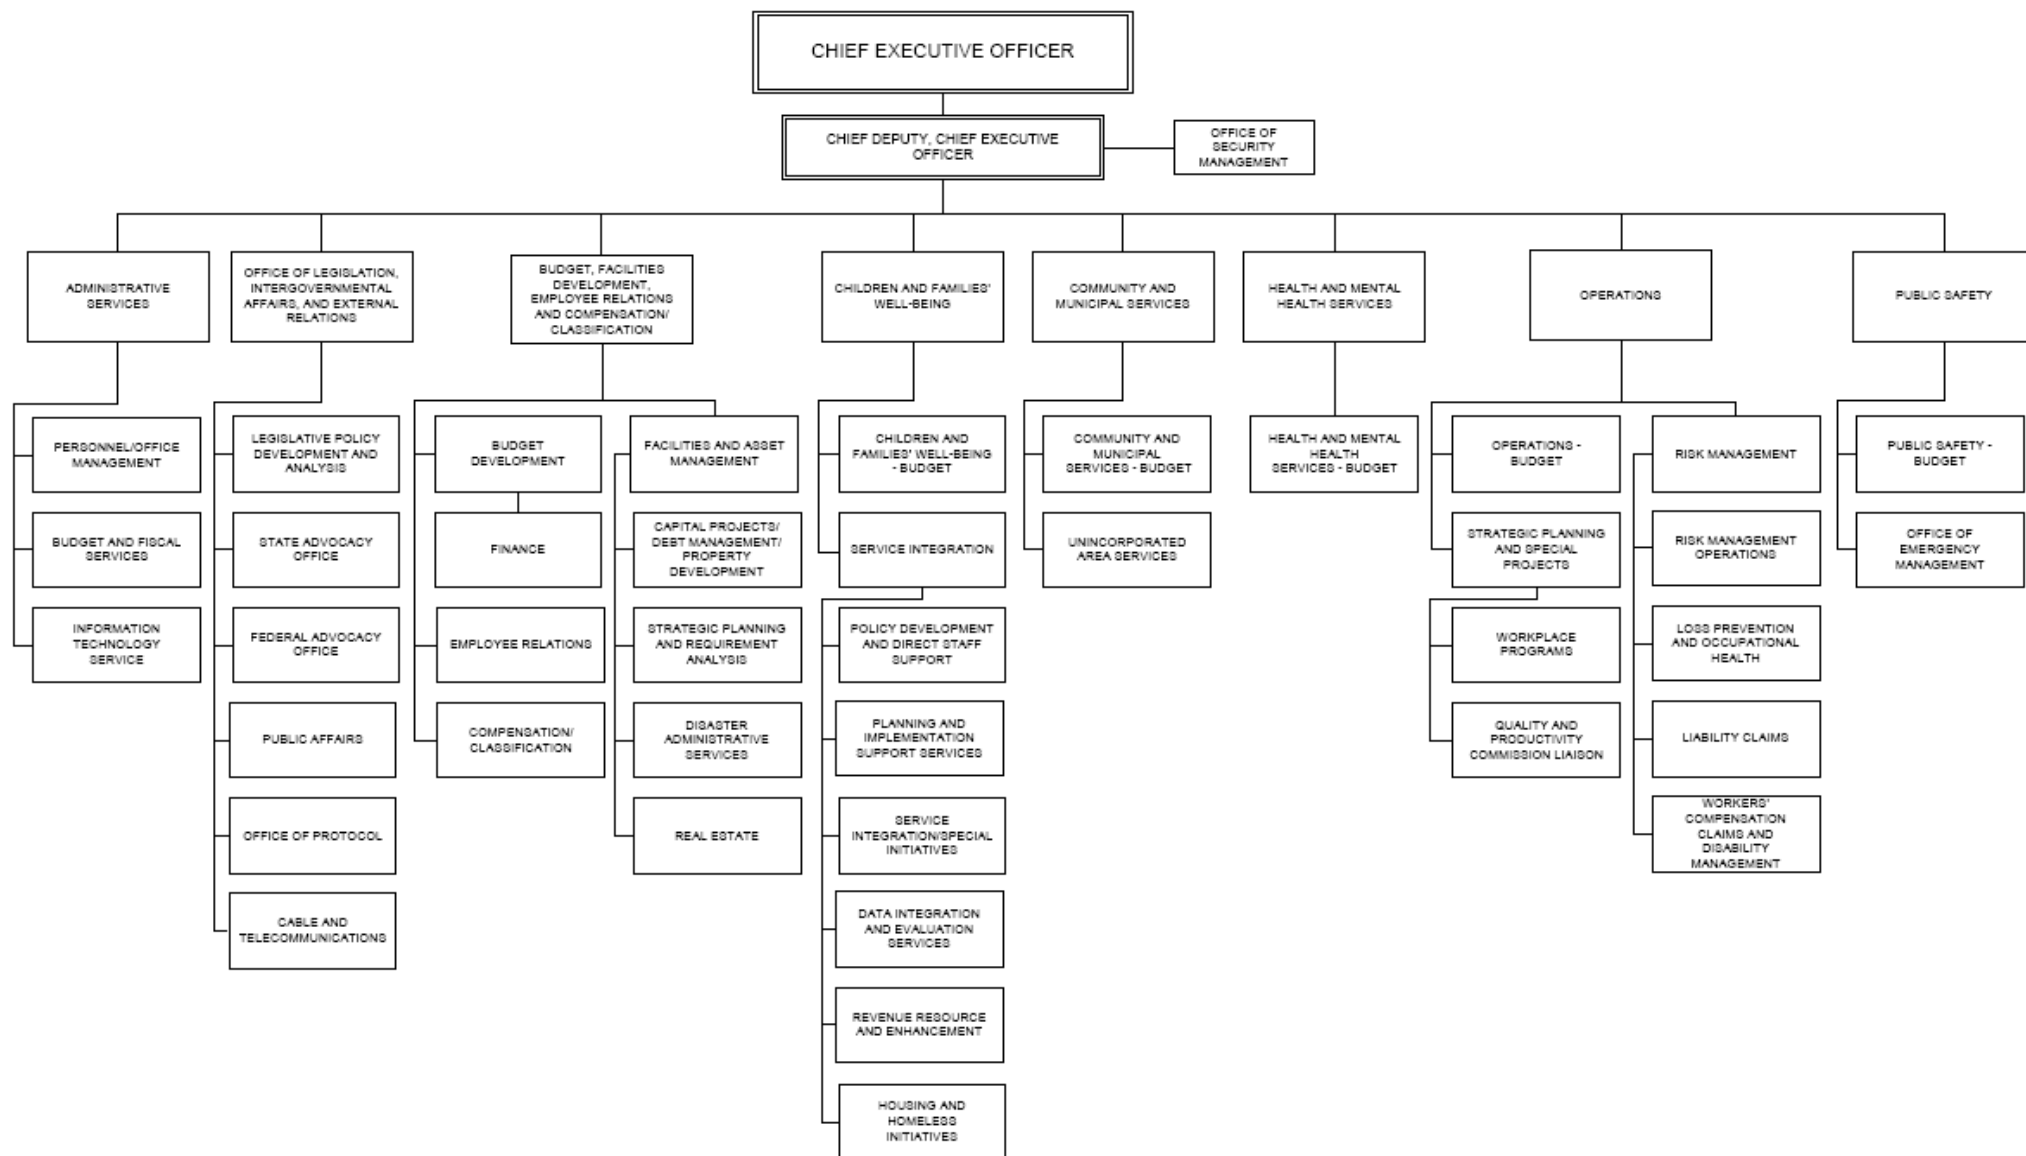 CHIEF EXECUTIVE OFFICER
CHIEF DEPUTY, CHIEF EXECUTIVE
OFFICER
OFFICE OF
SECURITY
MANAGEMENT
ADMINISTRATIVE
SERVICES
OFFICE OF LEGISLATION,
INTERGOVERNMENTAL
AFFAIRS, AND EXTERNAL
RELATIONS
BUDGET, FACILITIES
DEVELOPMENT,
EMPLOYEE RELATIONS
AND COMPENSATION/
CLASSIFICATION
CHILDREN AND FAMILIES'
WELL-BEING
COMMUNITY AND
MUNICIPAL SERVICES
HEALTH AND MENTAL
HEALTH SERVICES
OPERATIONS
PUBLIC SAFETY
PERSONNEL/OFFICE
MANAGEMENT
LEGISLATIVE POLICY
DEVELOPMENT AND
ANALYSIS
BUDGET
DEVELOPMENT
FACILITIES AND ASSET
MANAGEMENT
CHILDREN AND
FAMILIES' WELL-BEING
- BUDGET
COMMUNITY AND
MUNICIPAL
SERVICES - BUDGET
HEALTH AND MENTAL
HEALTH
SERVICES - BUDGET
OPERATIONS -
BUDGET
RISK MANAGEMENT
PUBLIC SAFETY -
BUDGET
BUDGET AND FISCAL
SERVICES
STATE ADVOCACY
OFFICE
FINANCE
CAPITAL PROJECTS/
DEBT MANAGEMENT/
PROPERTY
DEVELOPMENT
SERVICE INTEGRATION
UNINCORPORATED
AREA SERVICES
STRATEGIC PLANNING
AND SPECIAL
PROJECTS
RISK MANAGEMENT
OPERATIONS
OFFICE OF
EMERGENCY
MANAGEMENT
INFORMATION
TECHNOLOGY
SERVICE
FEDERAL ADVOCACY
OFFICE
EMPLOYEE RELATIONS
STRATEGIC PLANNING
AND REQUIREMENT
ANALYSIS
POLICY DEVELOPMENT
AND DIRECT STAFF
SUPPORT
WORKPLACE
PROGRAMS
LOSS PREVENTION
AND OCCUPATIONAL
HEALTH
PUBLIC AFFAIRS
COMPENSATION/
CLASSIFICATION
DISASTER
ADMINISTRATIVE
SERVICES
PLANNING AND
IMPLEMENTATION
SUPPORT SERVICES
QUALITY AND
PRODUCTIVITY
COMMISSION LIAISON
LIABILITY CLAIMS
OFFICE OF PROTOCOL
REAL ESTATE
SERVICE
INTEGRATION/SPECIAL
INITIATIVES
WORKERS'
COMPENSATION
CLAIMS AND
DISABILITY
MANAGEMENT
CABLE AND
TELECOMMUNICATIONS
DATA INTEGRATION
AND EVALUATION
SERVICES
REVENUE RESOURCE
AND ENHANCEMENT
HOUSING AND
HOMELESS
INITIATIVES